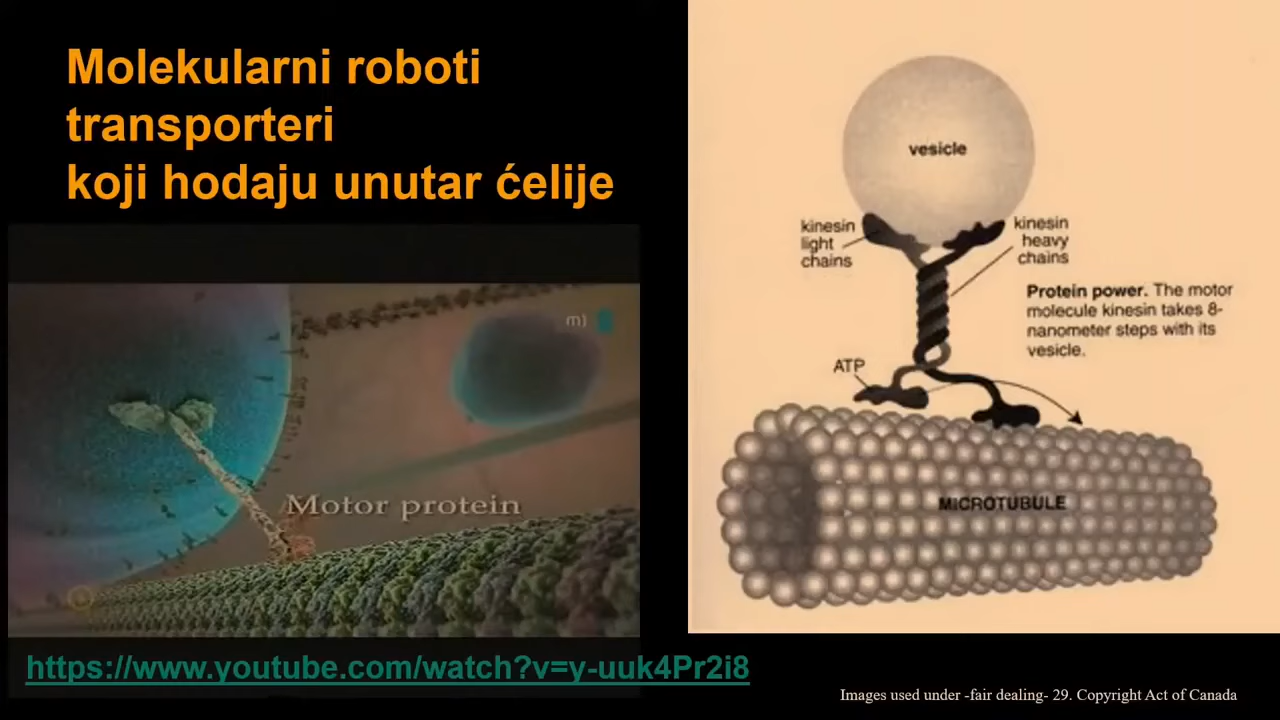 Molekularni roboti
transporteri
koji hodaju unutar ćelije
m)
Motor protein
https://www.youtube.com/watch?v=y-uuk4Pr2i8
vesicle
kinesin
light
chains
kinesin
heavy
chains
Protein power. The motor
molecule kinesin takes 8-
nanometer steps with its
vesicle.
ATP
MICROTUBULE
Images used under -fair dealing- 29. Copyright Act of Canada